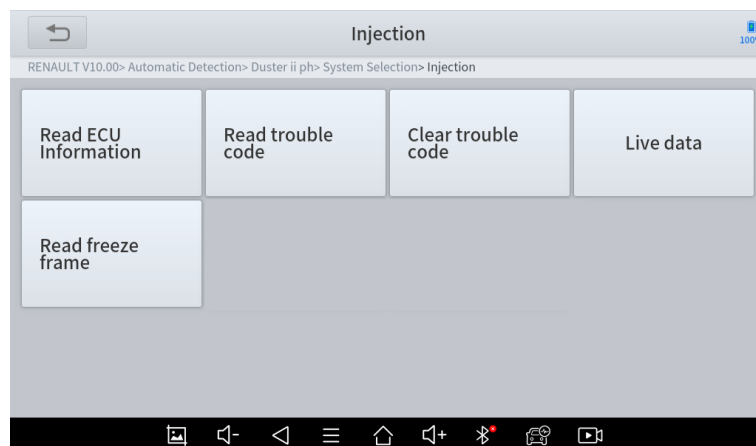 Injection
100%
RENAULT V10.00> Automatic Detection> Duster ii ph> System Selection> Injection
Read ECU
Information
Read trouble
code
Clear trouble
code
Live data
Read freeze
frame